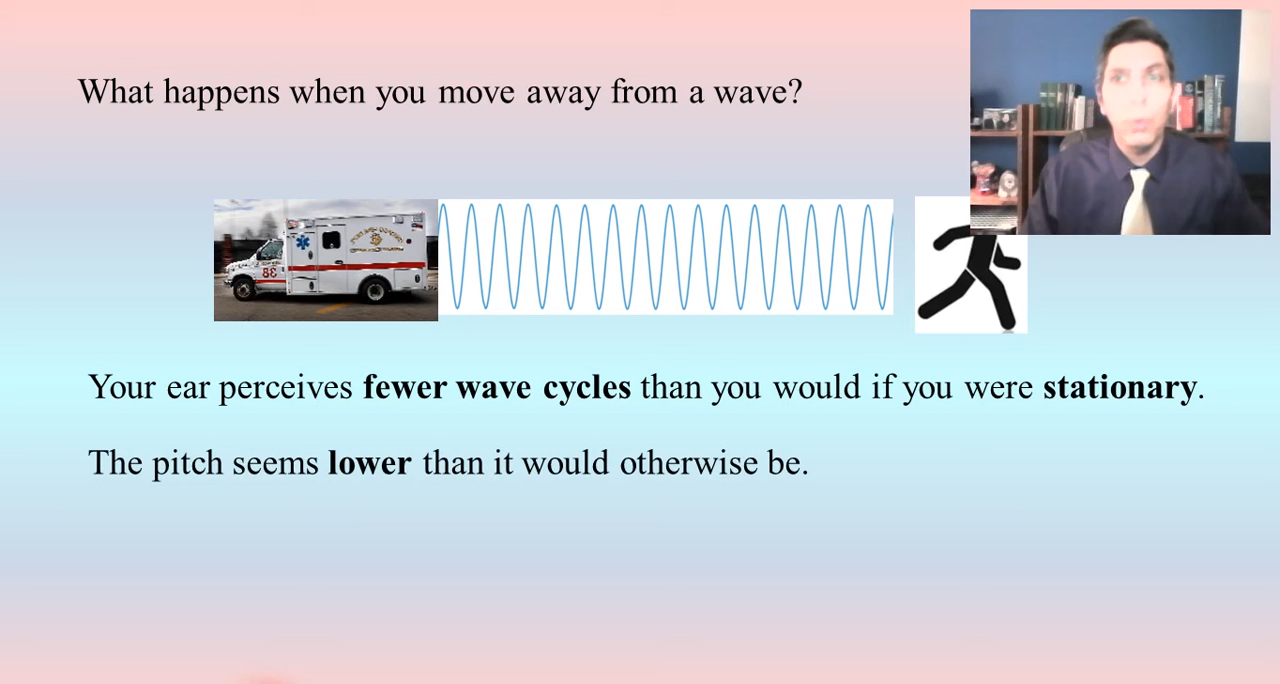 What happens when you move away from a wave?
Your ear perceives fewer wave cycles than you would if you were stationary.
The pitch seems lower than it would otherwise be.